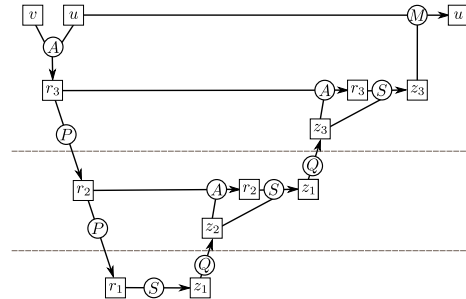 v u M u
A
r₃ A r₃ S z₃
z₃
P
Q
r₂ A r₂ S z₁
z₂
P
Q
r₁ S z₁